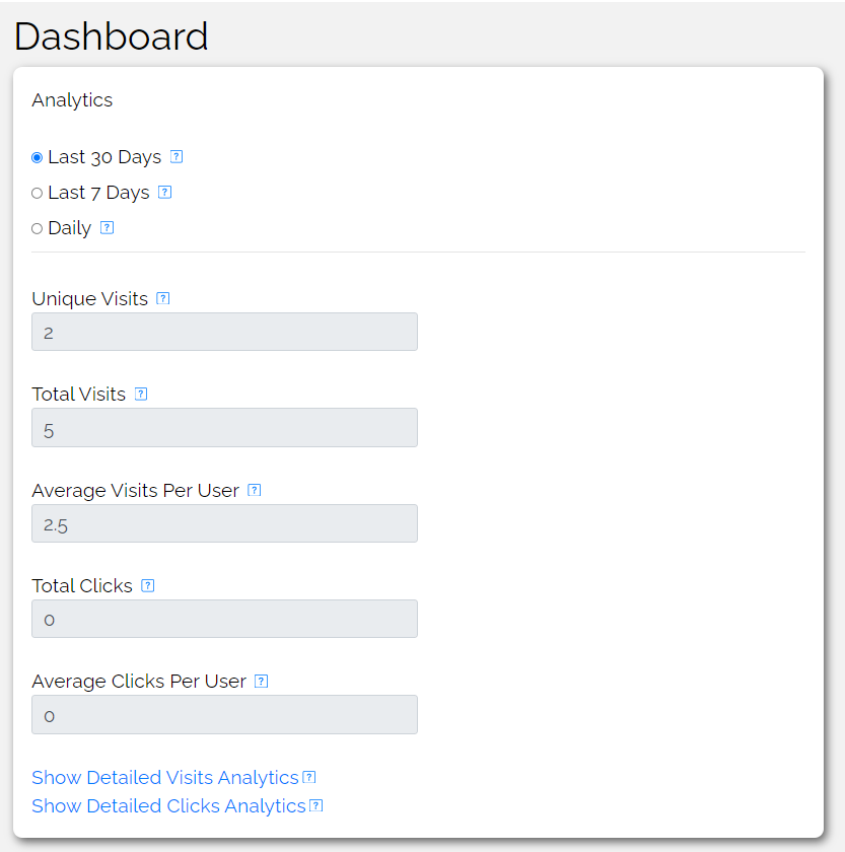 Dashboard
Analytics
Last 30 Days ?
Last 7 Days ?
Daily ?
Unique Visits ?
2
Total Visits ?
5
Average Visits Per User ?
2.5
Total Clicks ?
0
Average Clicks Per User ?
0
Show Detailed Visits Analytics ?
Show Detailed Clicks Analytics ?